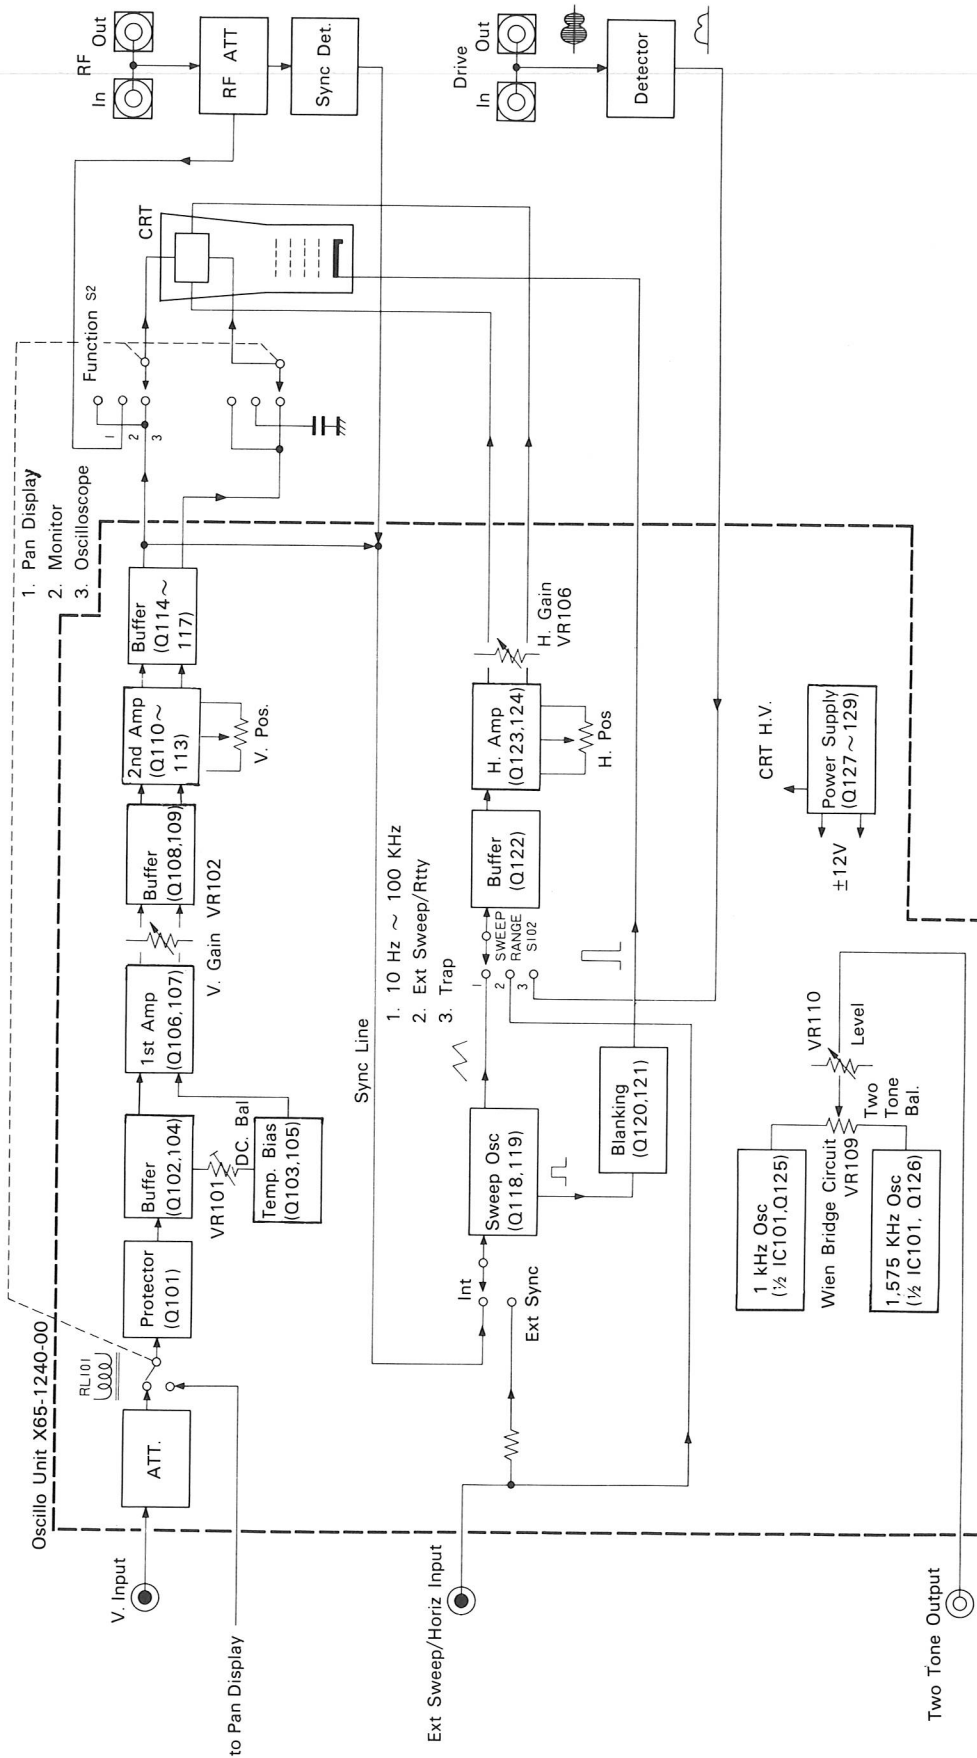 Oscillo Unit X65-1240-00
1. Pan Display
2. Monitor
3. Oscilloscope
V. Input
ATT.
RL101
Protector
(Q101)
Buffer
(Q102,104)
VR101
DC. Bal
Temp. Bias
(Q103,105)
1st Amp
(Q106,107)
V. Gain VR102
Buffer
(Q108,109)
2nd Amp
(Q110～
113)
V. Pos.
Buffer
(Q114～
117)
Function S2
1
2
3
CRT
RF
In
Out
RF ATT
Sync Det.
to Pan Display
Sync Line
1. 10 Hz ～ 100 KHz
2. Ext Sweep/Rtty
3. Trap
Ext Sweep/Horiz Input
Int
Ext Sync
Sweep Osc
(Q118,119)
Blanking
(Q120,121)
1
2
3
SWEEP
RANGE
S102
Buffer
(Q122)
H. Amp
(Q123,124)
H. Pos
H. Gain
VR106
Drive
In
Out
Detector
1 kHz Osc
(½ IC101,Q125)
Wien Bridge Circuit
VR109
1,575 KHz Osc
(½ IC101, Q126)
Two
Tone
Bal.
VR110
Level
CRT H.V.
±12V
Power Supply
(Q127～129)
Two Tone Output